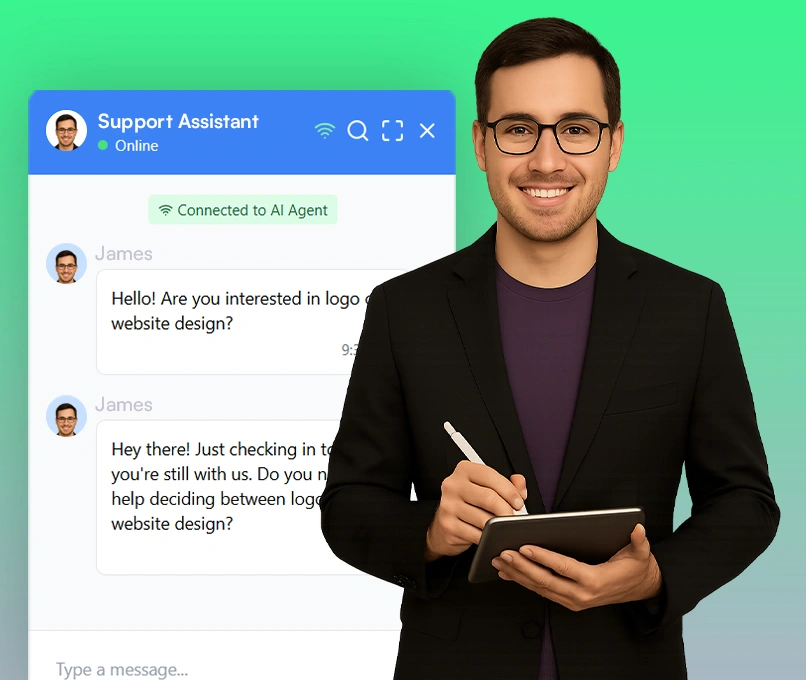 Support Assistant
Online
Connected to AI Agent
James
Hello! Are you interested in logo
website design?
James
Hey there! Just checking in
you're still with us. Do you
help deciding between
website design?
Type a message...